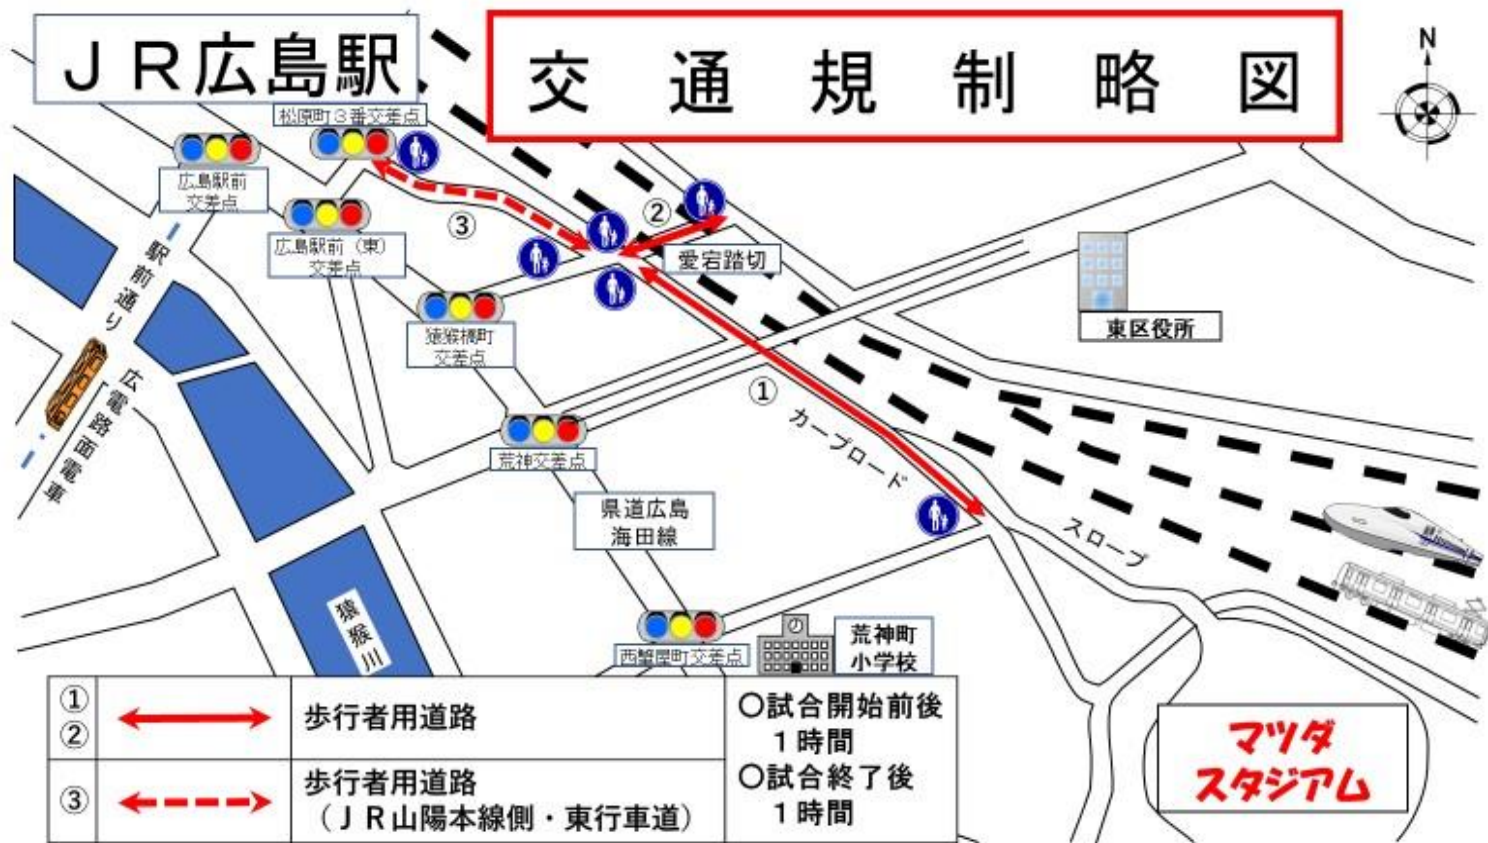 JR広島駅
交通規制略図
N
松原町3番交差点
広島駅前
交差点
広島駅前(東)
交差点
③
②
愛宕踏切
駅前通り
広電路面電車
猿猴橋町
交差点
東区役所
①
カープロード
荒神交差点
県道広島
海田線
スロープ
猿猴川
西蟹屋町交差点
荒神町
小学校
マツダ
スタジアム
①
②
歩行者用道路
③
歩行者用道路
(JR山陽本線側・東行車道)
○試合開始前後
1時間
○試合終了後
1時間